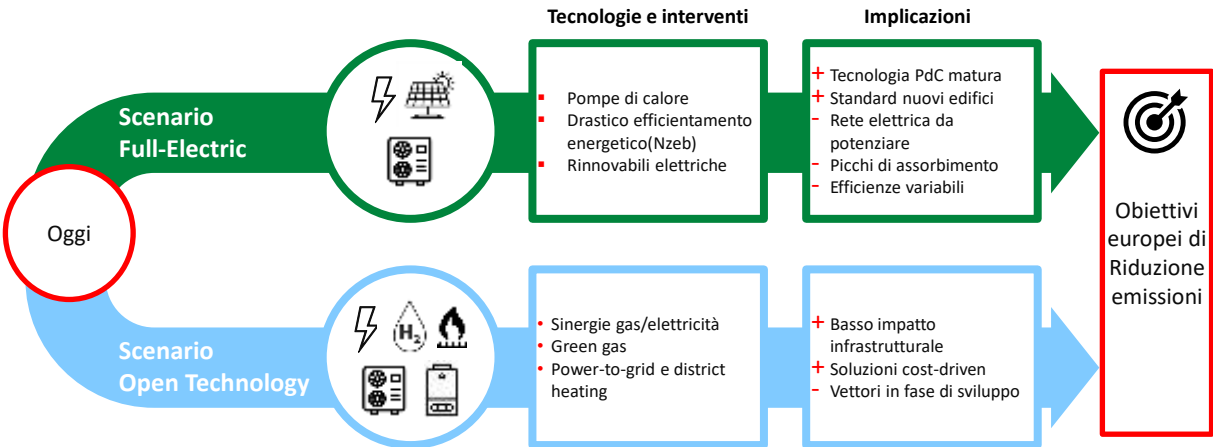 Tecnologie e interventi
Implicazioni
Oggi
Scenario
Full-Electric
▪ Pompe di calore
▪ Drastico efficientamento
energetico(Nzeb)
▪ Rinnovabili elettriche
+ Tecnologia PdC matura
+ Standard nuovi edifici
- Rete elettrica da
potenziare
- Picchi di assorbimento
- Efficienze variabili
Scenario
Open Technology
H₂
• Sinergie gas/elettricità
• Green gas
• Power-to-grid e district
heating
+ Basso impatto
infrastrutturale
+ Soluzioni cost-driven
- Vettori in fase di sviluppo
Obiettivi
europei di
Riduzione
emissioni